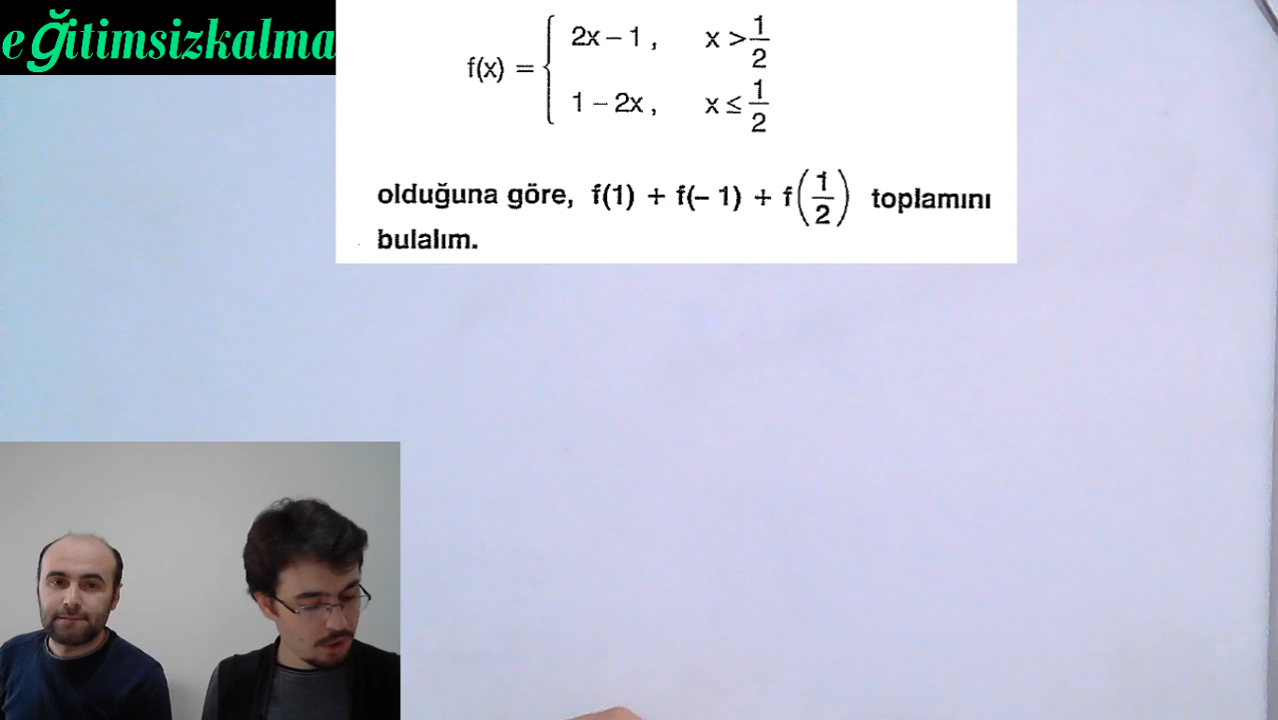 eğitimsizkalma
f(x) = { 2x – 1 , x > 1/2
1 – 2x , x ≤ 1/2
olduğuna göre, f(1) + f(– 1) + f(1/2) toplamını
bulalım.